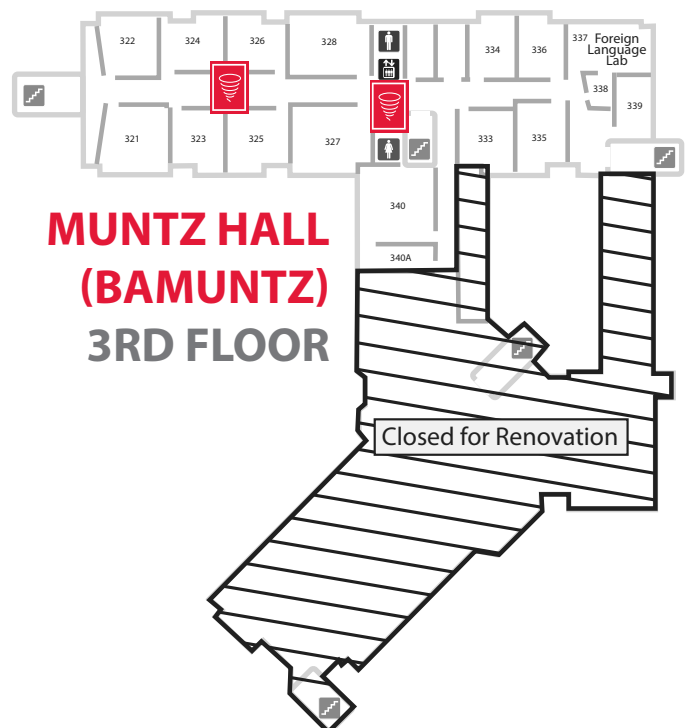 322
324
326
328
334
336
337
Foreign
Language
Lab
338
339
321
323
325
327
333
335
340
340A
MUNTZ HALL
(BAMUNTZ)
3RD FLOOR
Closed for Renovation